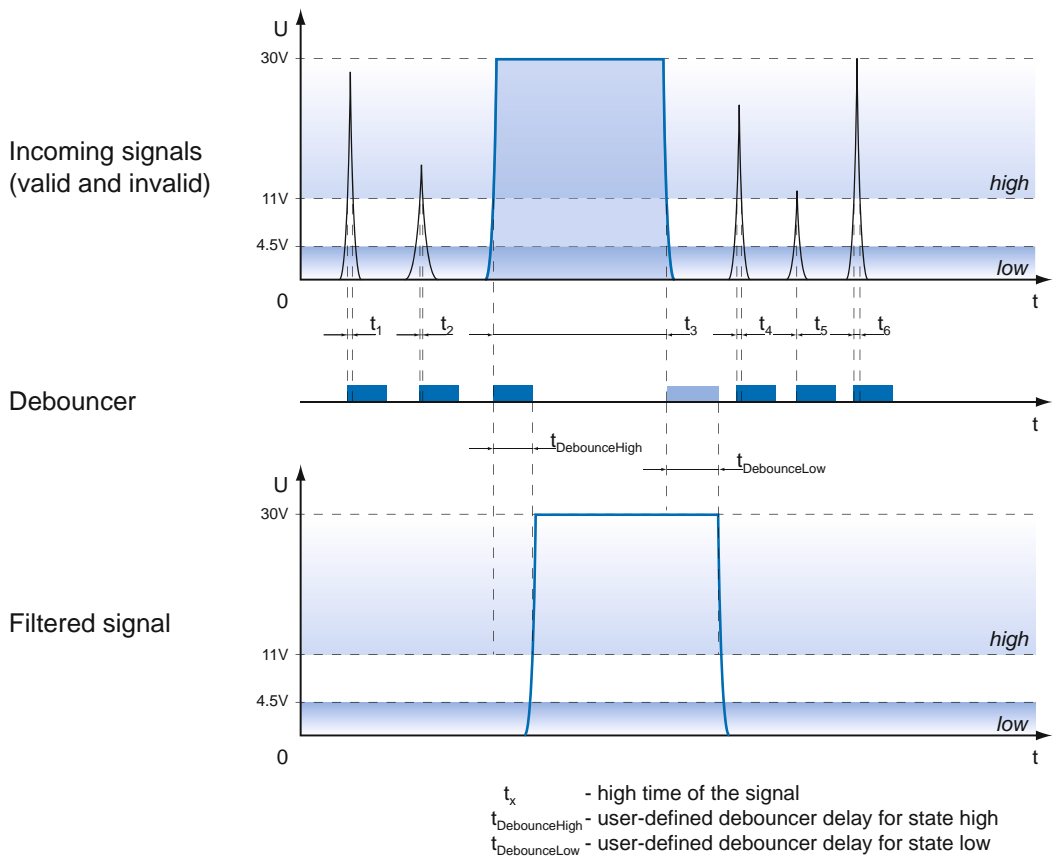 U
30V
Incoming signals
(valid and invalid)
high
11V
4.5V
low
0
t
t1 t2 t3 t4 t5 t6
Debouncer
t
tDebounceHigh
tDebounceLow
U
30V
Filtered signal
high
11V
4.5V
low
0
t
tx - high time of the signal
tDebounceHigh - user-defined debouncer delay for state high
tDebounceLow - user-defined debouncer delay for state low